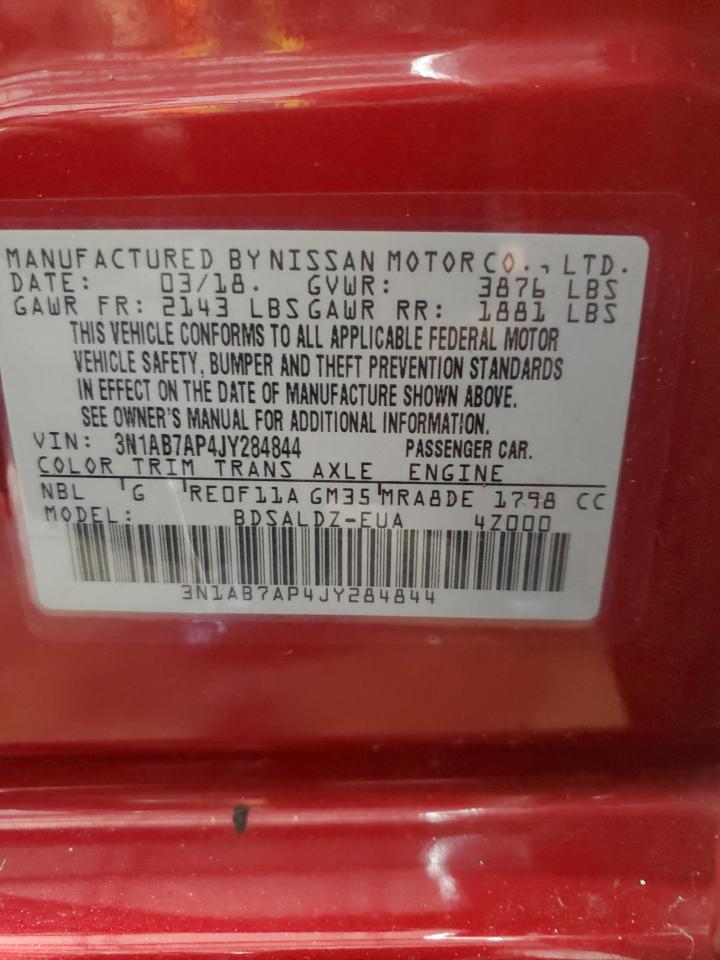 MANUFACTURED BY NISSAN MOTOR CO., LTD.
DATE: 03/18. GVWR: 3876 LBS
GAWR FR: 2143 LBS GAWR RR: 1881 LBS
THIS VEHICLE CONFORMS TO ALL APPLICABLE FEDERAL MOTOR
VEHICLE SAFETY, BUMPER AND THEFT PREVENTION STANDARDS
IN EFFECT ON THE DATE OF MANUFACTURE SHOWN ABOVE.
SEE OWNER'S MANUAL FOR ADDITIONAL INFORMATION.
VIN: 3N1AB7AP4JY284844 PASSENGER CAR.
COLOR TRIM TRANS AXLE ENGINE
NBL G RE0F11A GM35 MRA8DE 1798 CC
MODEL: BDSALDZ-EUA 4Z000
3N1AB7AP4JY284844